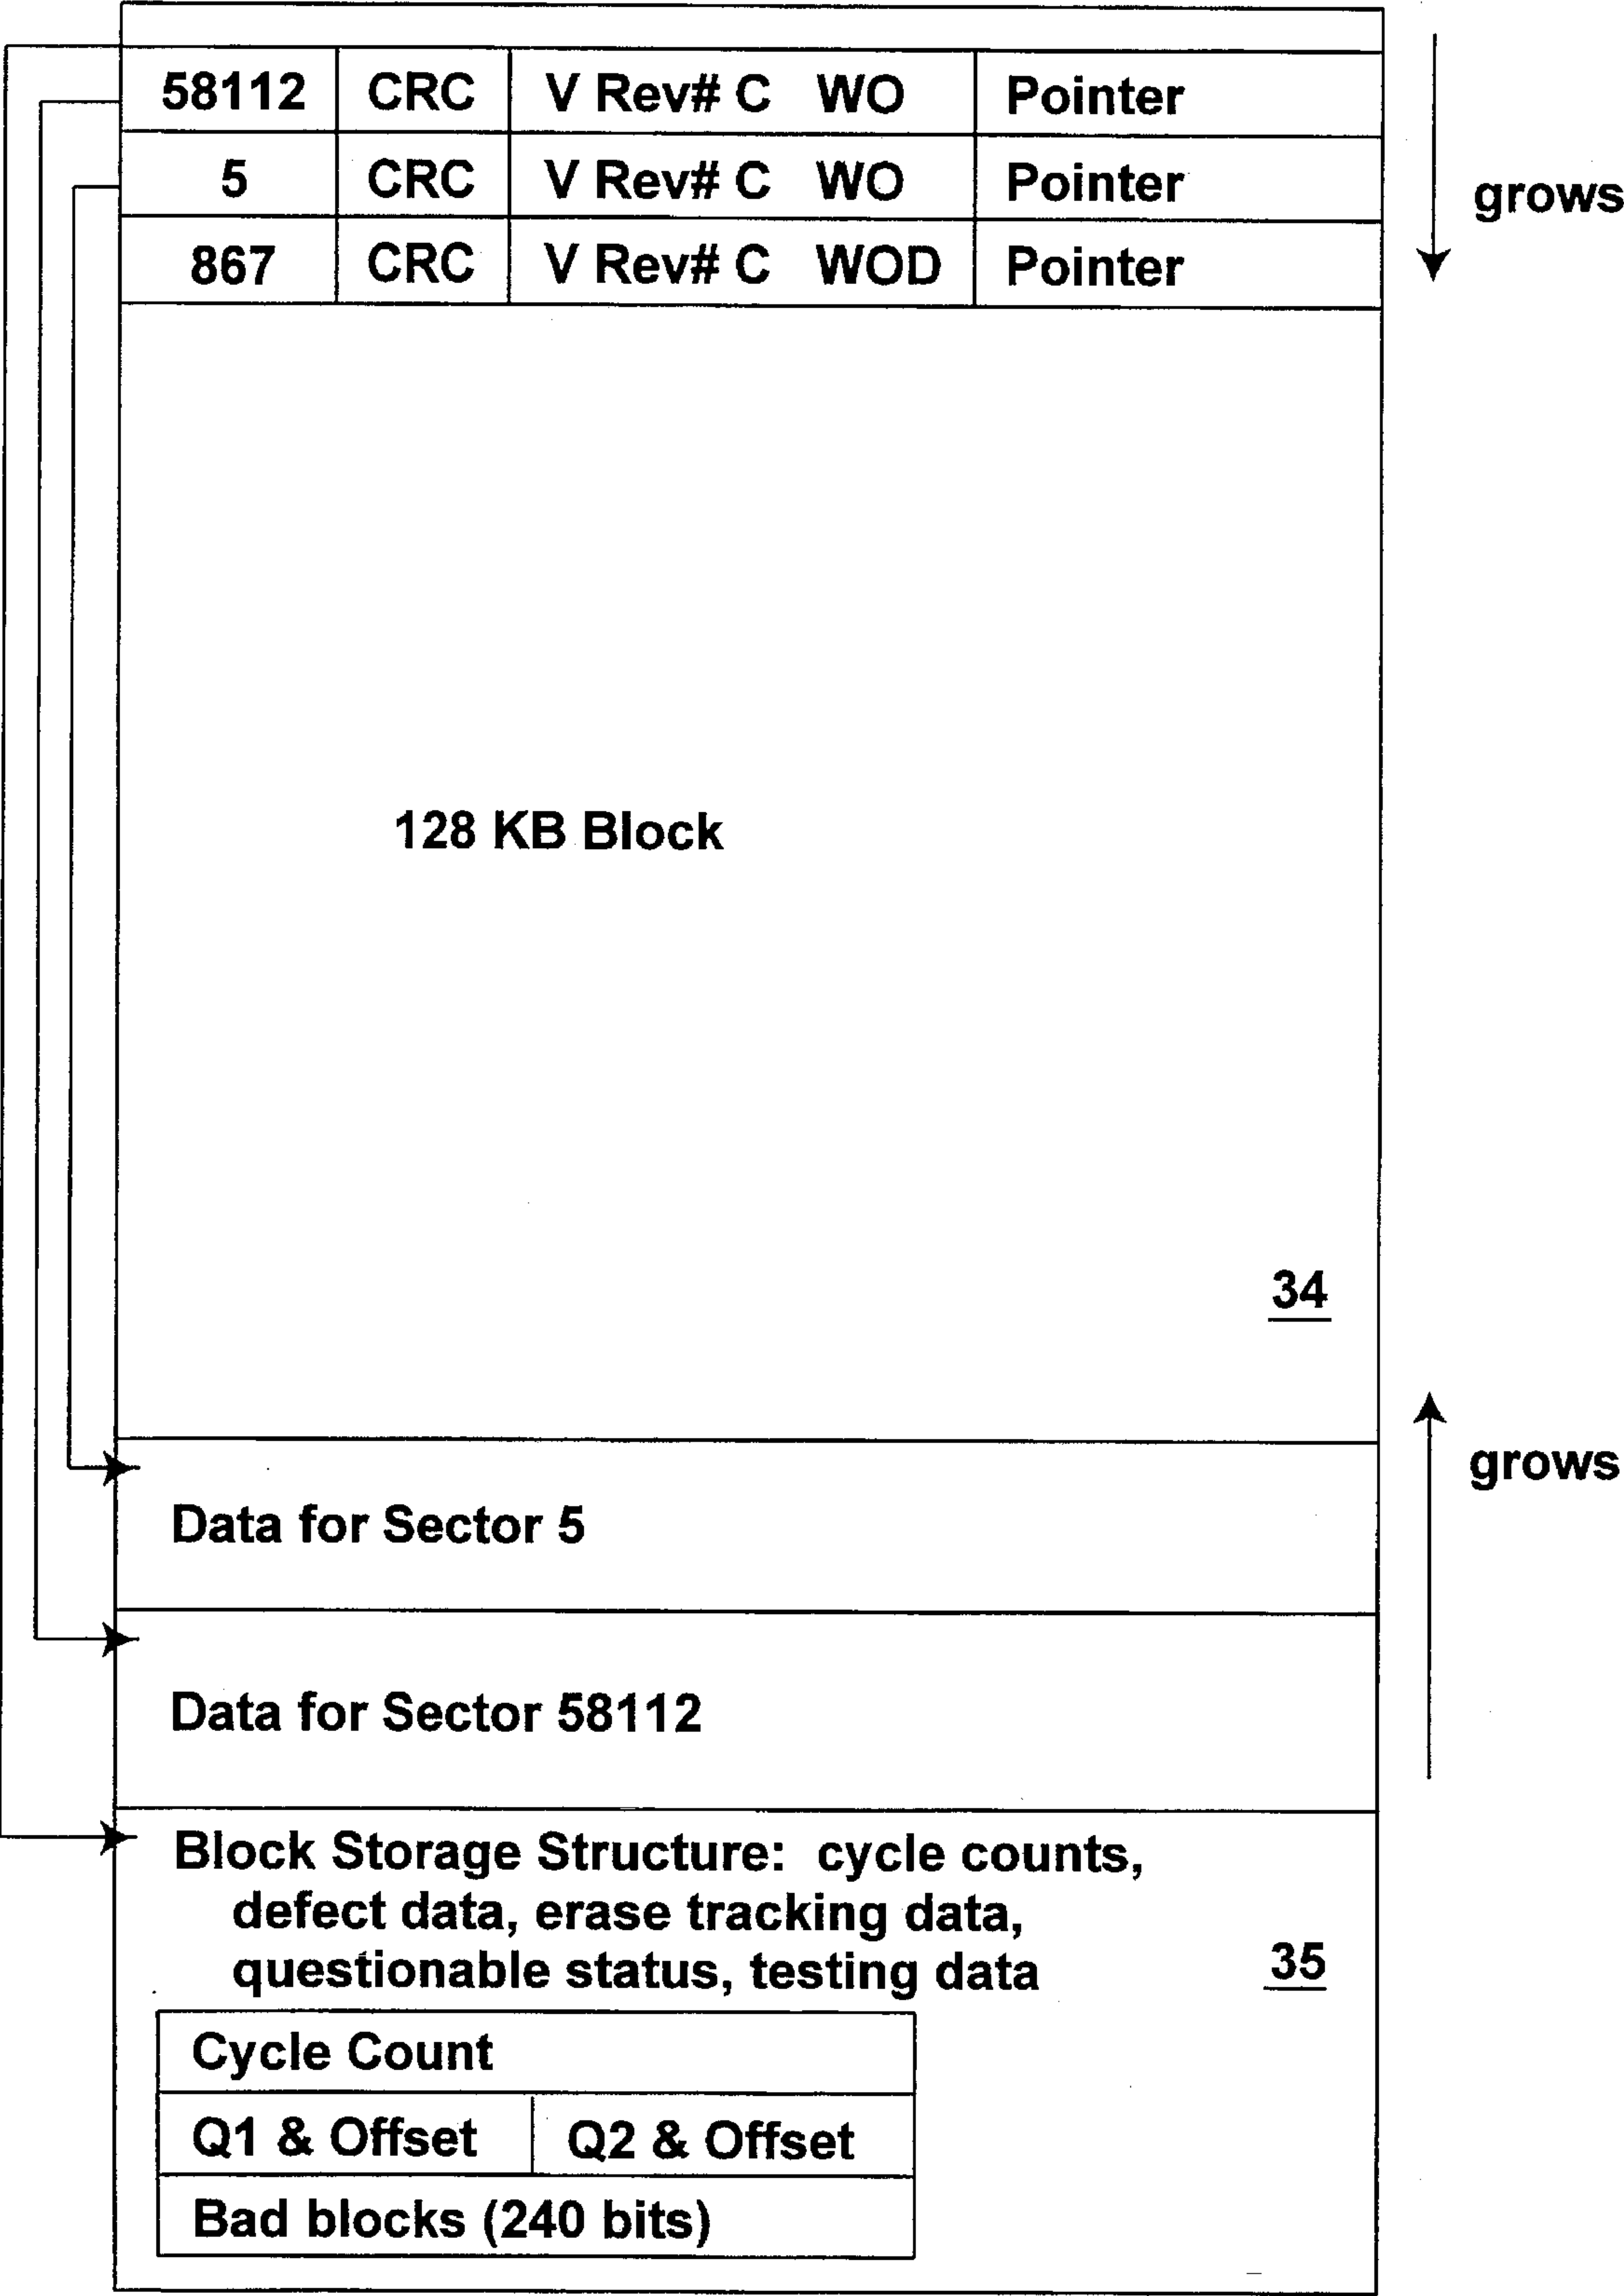 58112 CRC V Rev# C WO Pointer
5 CRC V Rev# C WO Pointer
grows
867 CRC V Rev# C WOD Pointer
128 KB Block
34
grows
Data for Sector 5
Data for Sector 58112
Block Storage Structure: cycle counts,
defect data, erase tracking data,
questionable status, testing data
35
Cycle Count
Q1 & Offset Q2 & Offset
Bad blocks (240 bits)